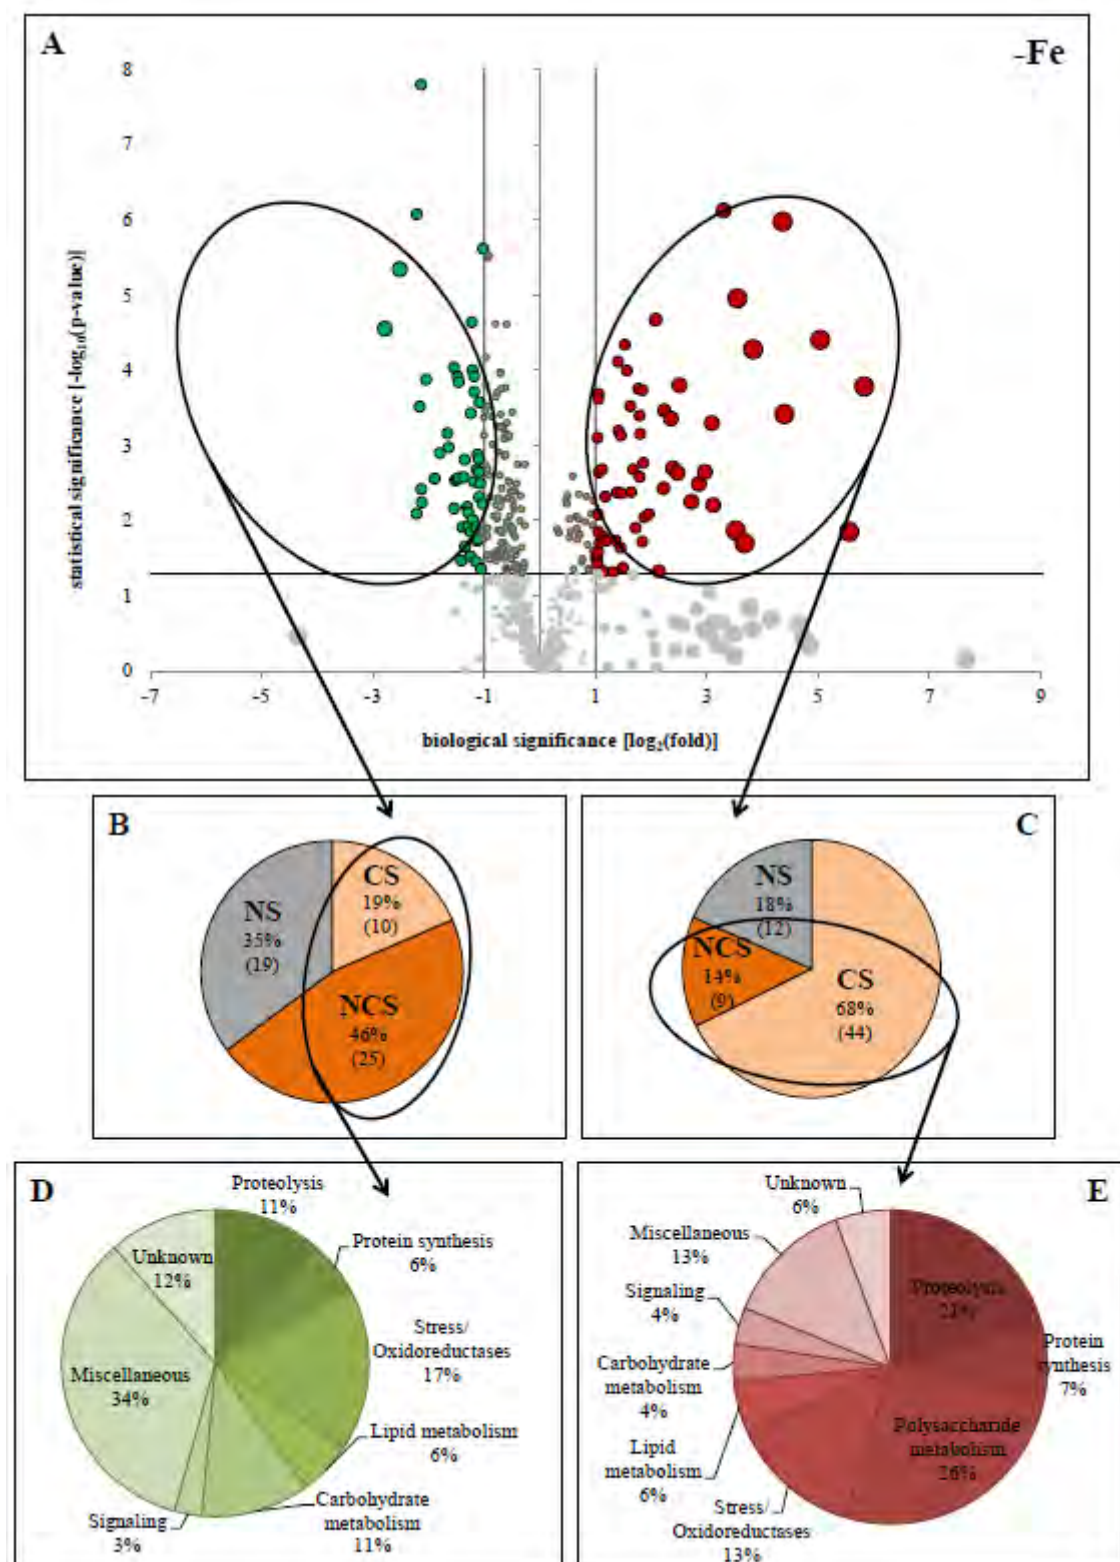 A
-Fe
8
7
6
5
4
3
2
1
0
statistical significance [-log10(p-value)]
-7
-5
-3
-1
1
3
5
7
9
biological significance [log2(fold)]
B
NS
35%
(19)
CS
19%
(10)
NCS
46%
(25)
C
NS
18%
(12)
NCS
14%
(9)
CS
68%
(44)
D
Proteolysis
11%
Protein synthesis
6%
Stress/
Oxidoreductases
17%
Lipid metabolism
6%
Carbohydrate
metabolism
11%
Signaling
3%
Miscellaneous
34%
Unknown
12%
E
Unknown
6%
Miscellaneous
13%
Signaling
4%
Carbohydrate
metabolism
4%
Lipid
metabolism
6%
Stress/
Oxidoreductases
13%
Proteolysis
21%
Protein
synthesis
7%
Polysaccharide
metabolism
26%